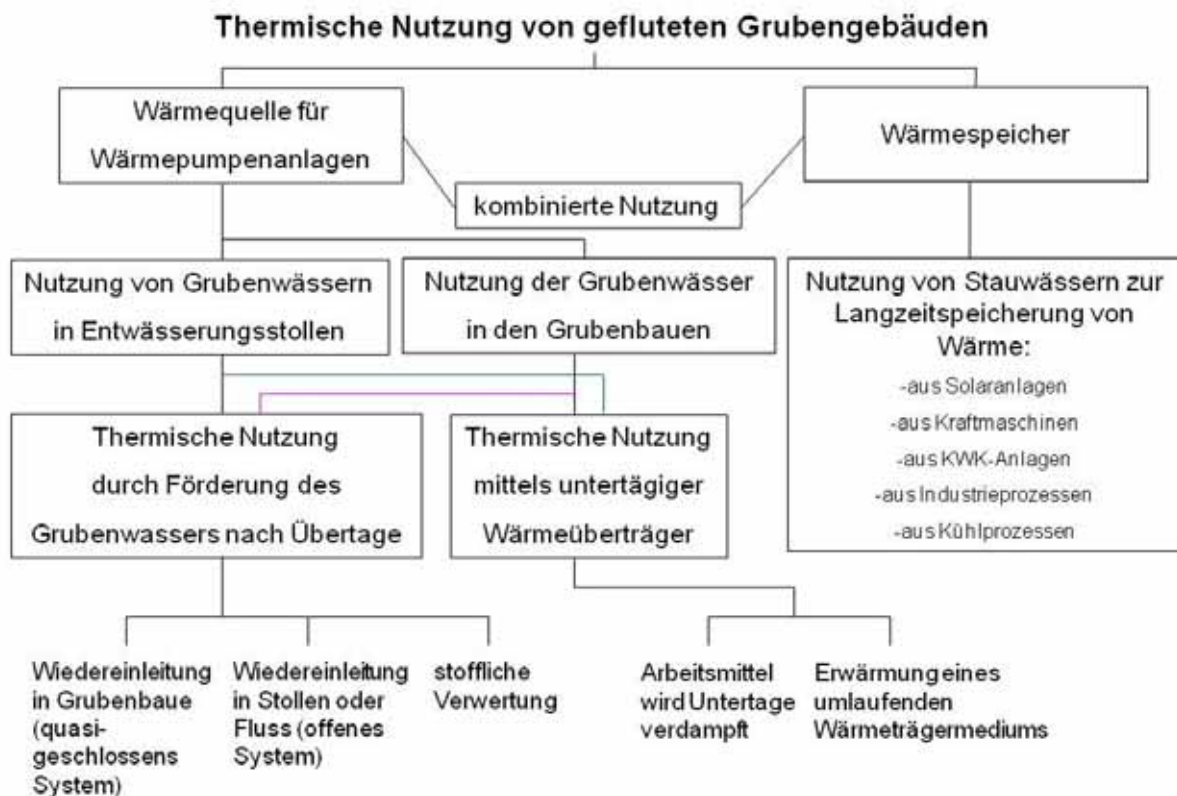 Thermische Nutzung von gefluteten Grubengebäuden
Wärmequelle für
Wärmepumpenanlagen
Wärmespeicher
kombinierte Nutzung
Nutzung von Grubenwässern
in Entwässerungsstollen
Nutzung der Grubenwässer
in den Grubenbauen
Nutzung von Stauwässern zur
Langzeitspeicherung von
Wärme:
-aus Solaranlagen
-aus Kraftmaschinen
-aus KWK-Anlagen
-aus Industrieprozessen
-aus Kühlprozessen
Thermische Nutzung
durch Förderung des
Grubenwassers nach Übertage
Thermische Nutzung
mittels untertägiger
Wärmeüberträger
Wiedereinleitung
in Grubenbaue
(quasi-
geschlossens
System)
Wiedereinleitung
in Stollen oder
Fluss (offenes
System)
stoffliche
Verwertung
Arbeitsmittel
wird Untertage
verdampft
Erwärmung eines
umlaufenden
Wärmeträgermediums